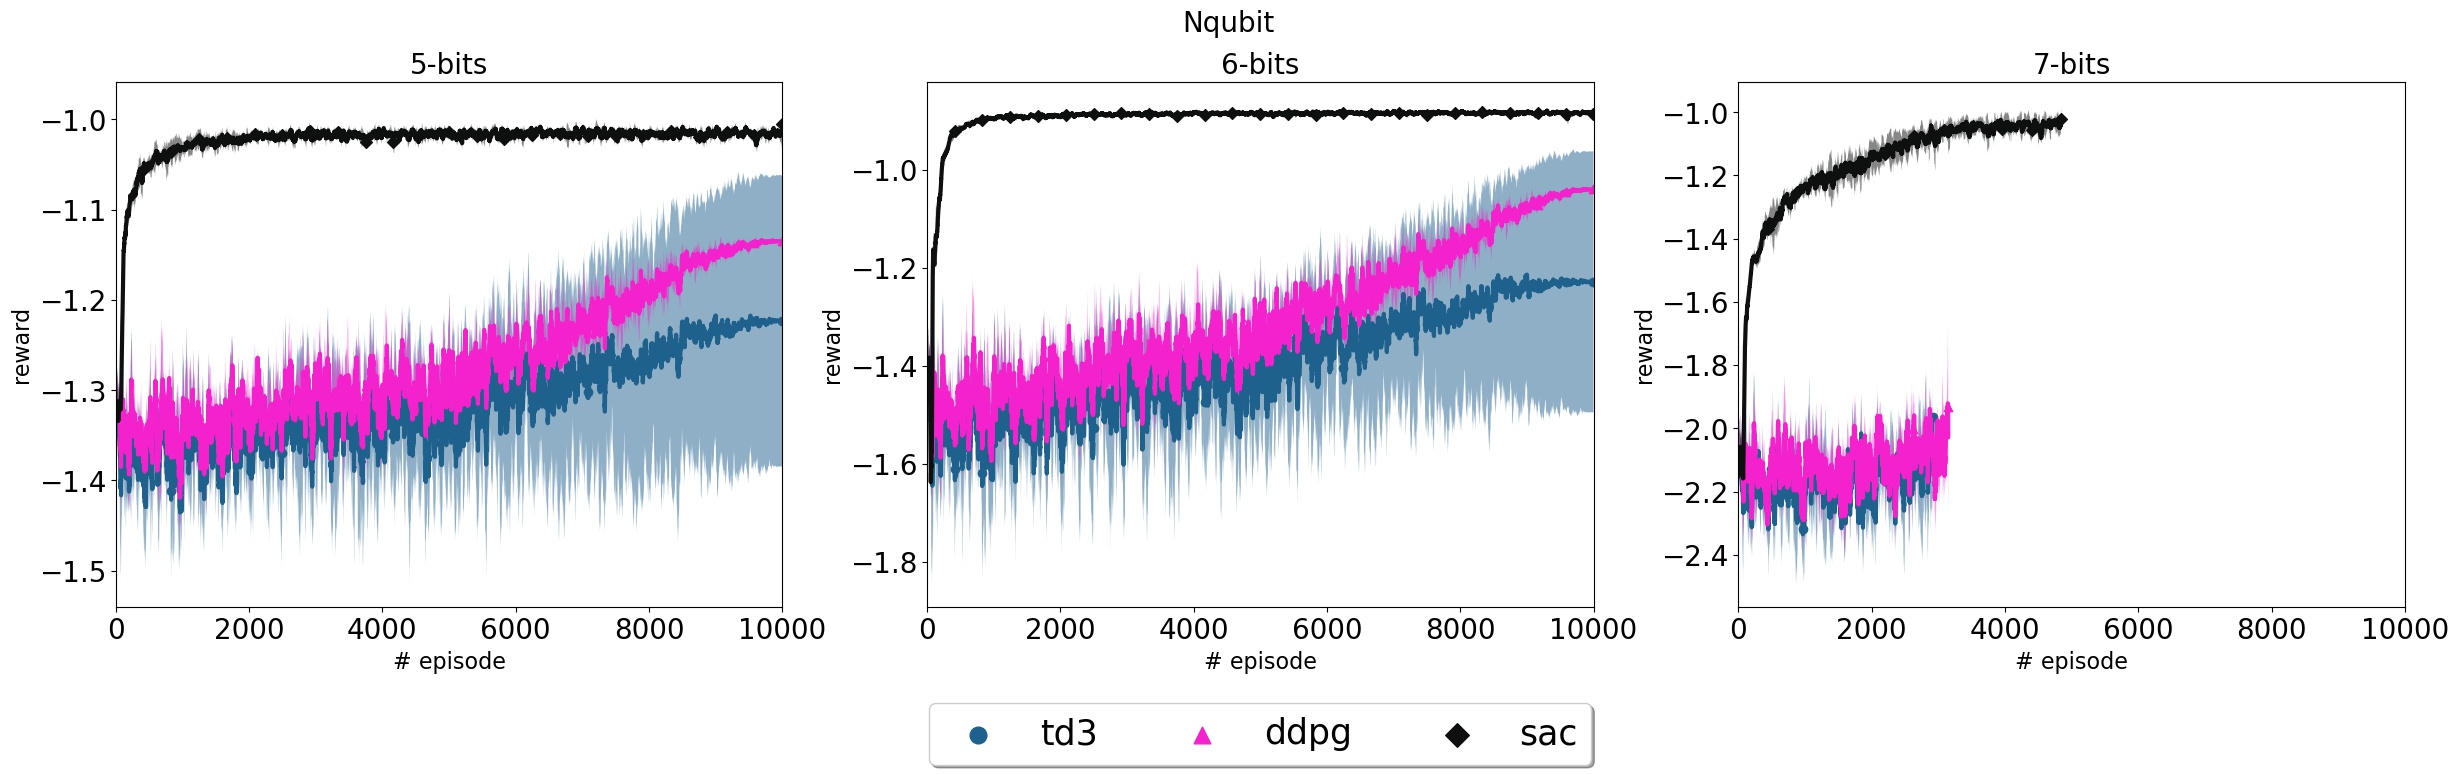 Nqubit
5-bits
−1.0
−1.1
−1.2
−1.3
−1.4
−1.5
reward
0 2000 4000 6000 8000 10000
# episode
6-bits
−1.0
−1.2
−1.4
−1.6
−1.8
reward
0 2000 4000 6000 8000 10000
# episode
7-bits
−1.0
−1.2
−1.4
−1.6
−1.8
−2.0
−2.2
−2.4
reward
0 2000 4000 6000 8000 10000
# episode
td3 ddpg sac